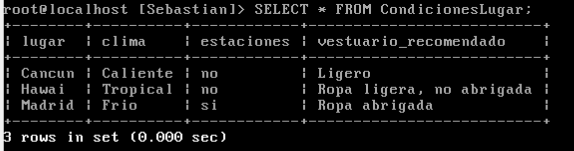 root@localhost [Sebastian]> SELECT * FROM CondicionesLugar;
+--------+----------+------------+---------------------------+
| lugar  | clima    | estaciones | vestuario_recomendado     |
+--------+----------+------------+---------------------------+
| Cancun | Caliente | no         | Ligero                    |
| Hawai  | Tropical | no         | Ropa ligera, no abrigada  |
| Madrid | Frio     | si         | Ropa abrigada             |
+--------+----------+------------+---------------------------+
3 rows in set (0.000 sec)